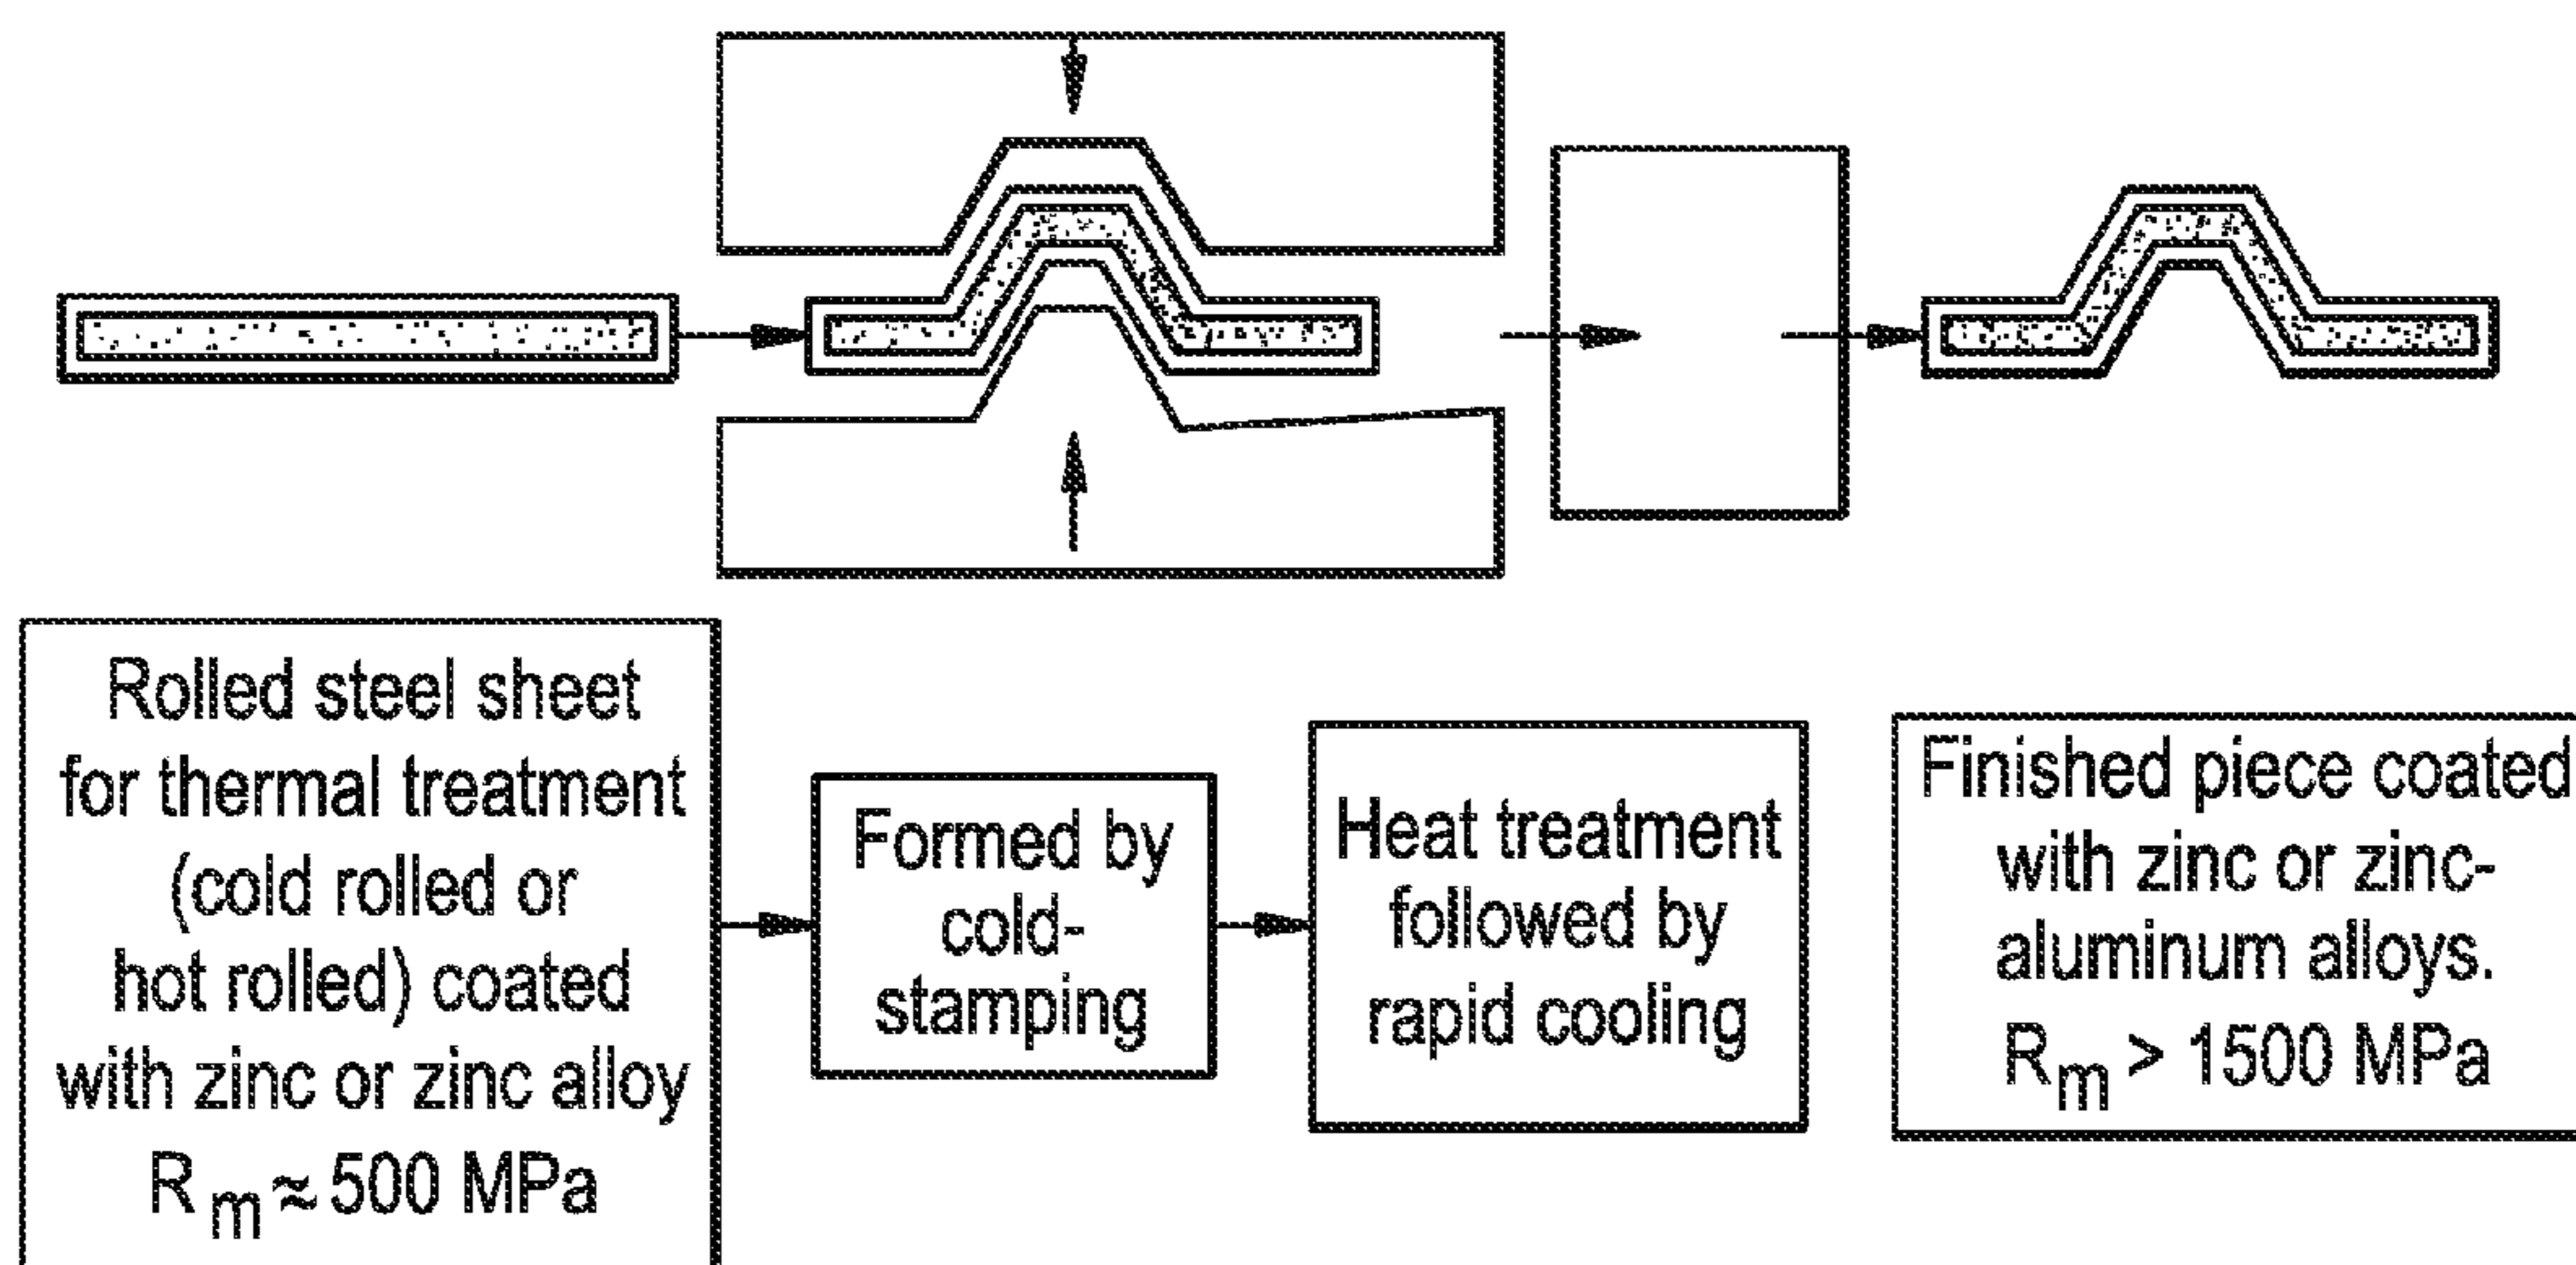 Rolled steel sheet
for thermal treatment
(cold rolled or
hot rolled) coated
with zinc or zinc alloy
Rm ≈ 500 MPa
Formed by
cold-
stamping
Heat treatment
followed by
rapid cooling
Finished piece coated
with zinc or zinc-
aluminum alloys.
Rm > 1500 MPa